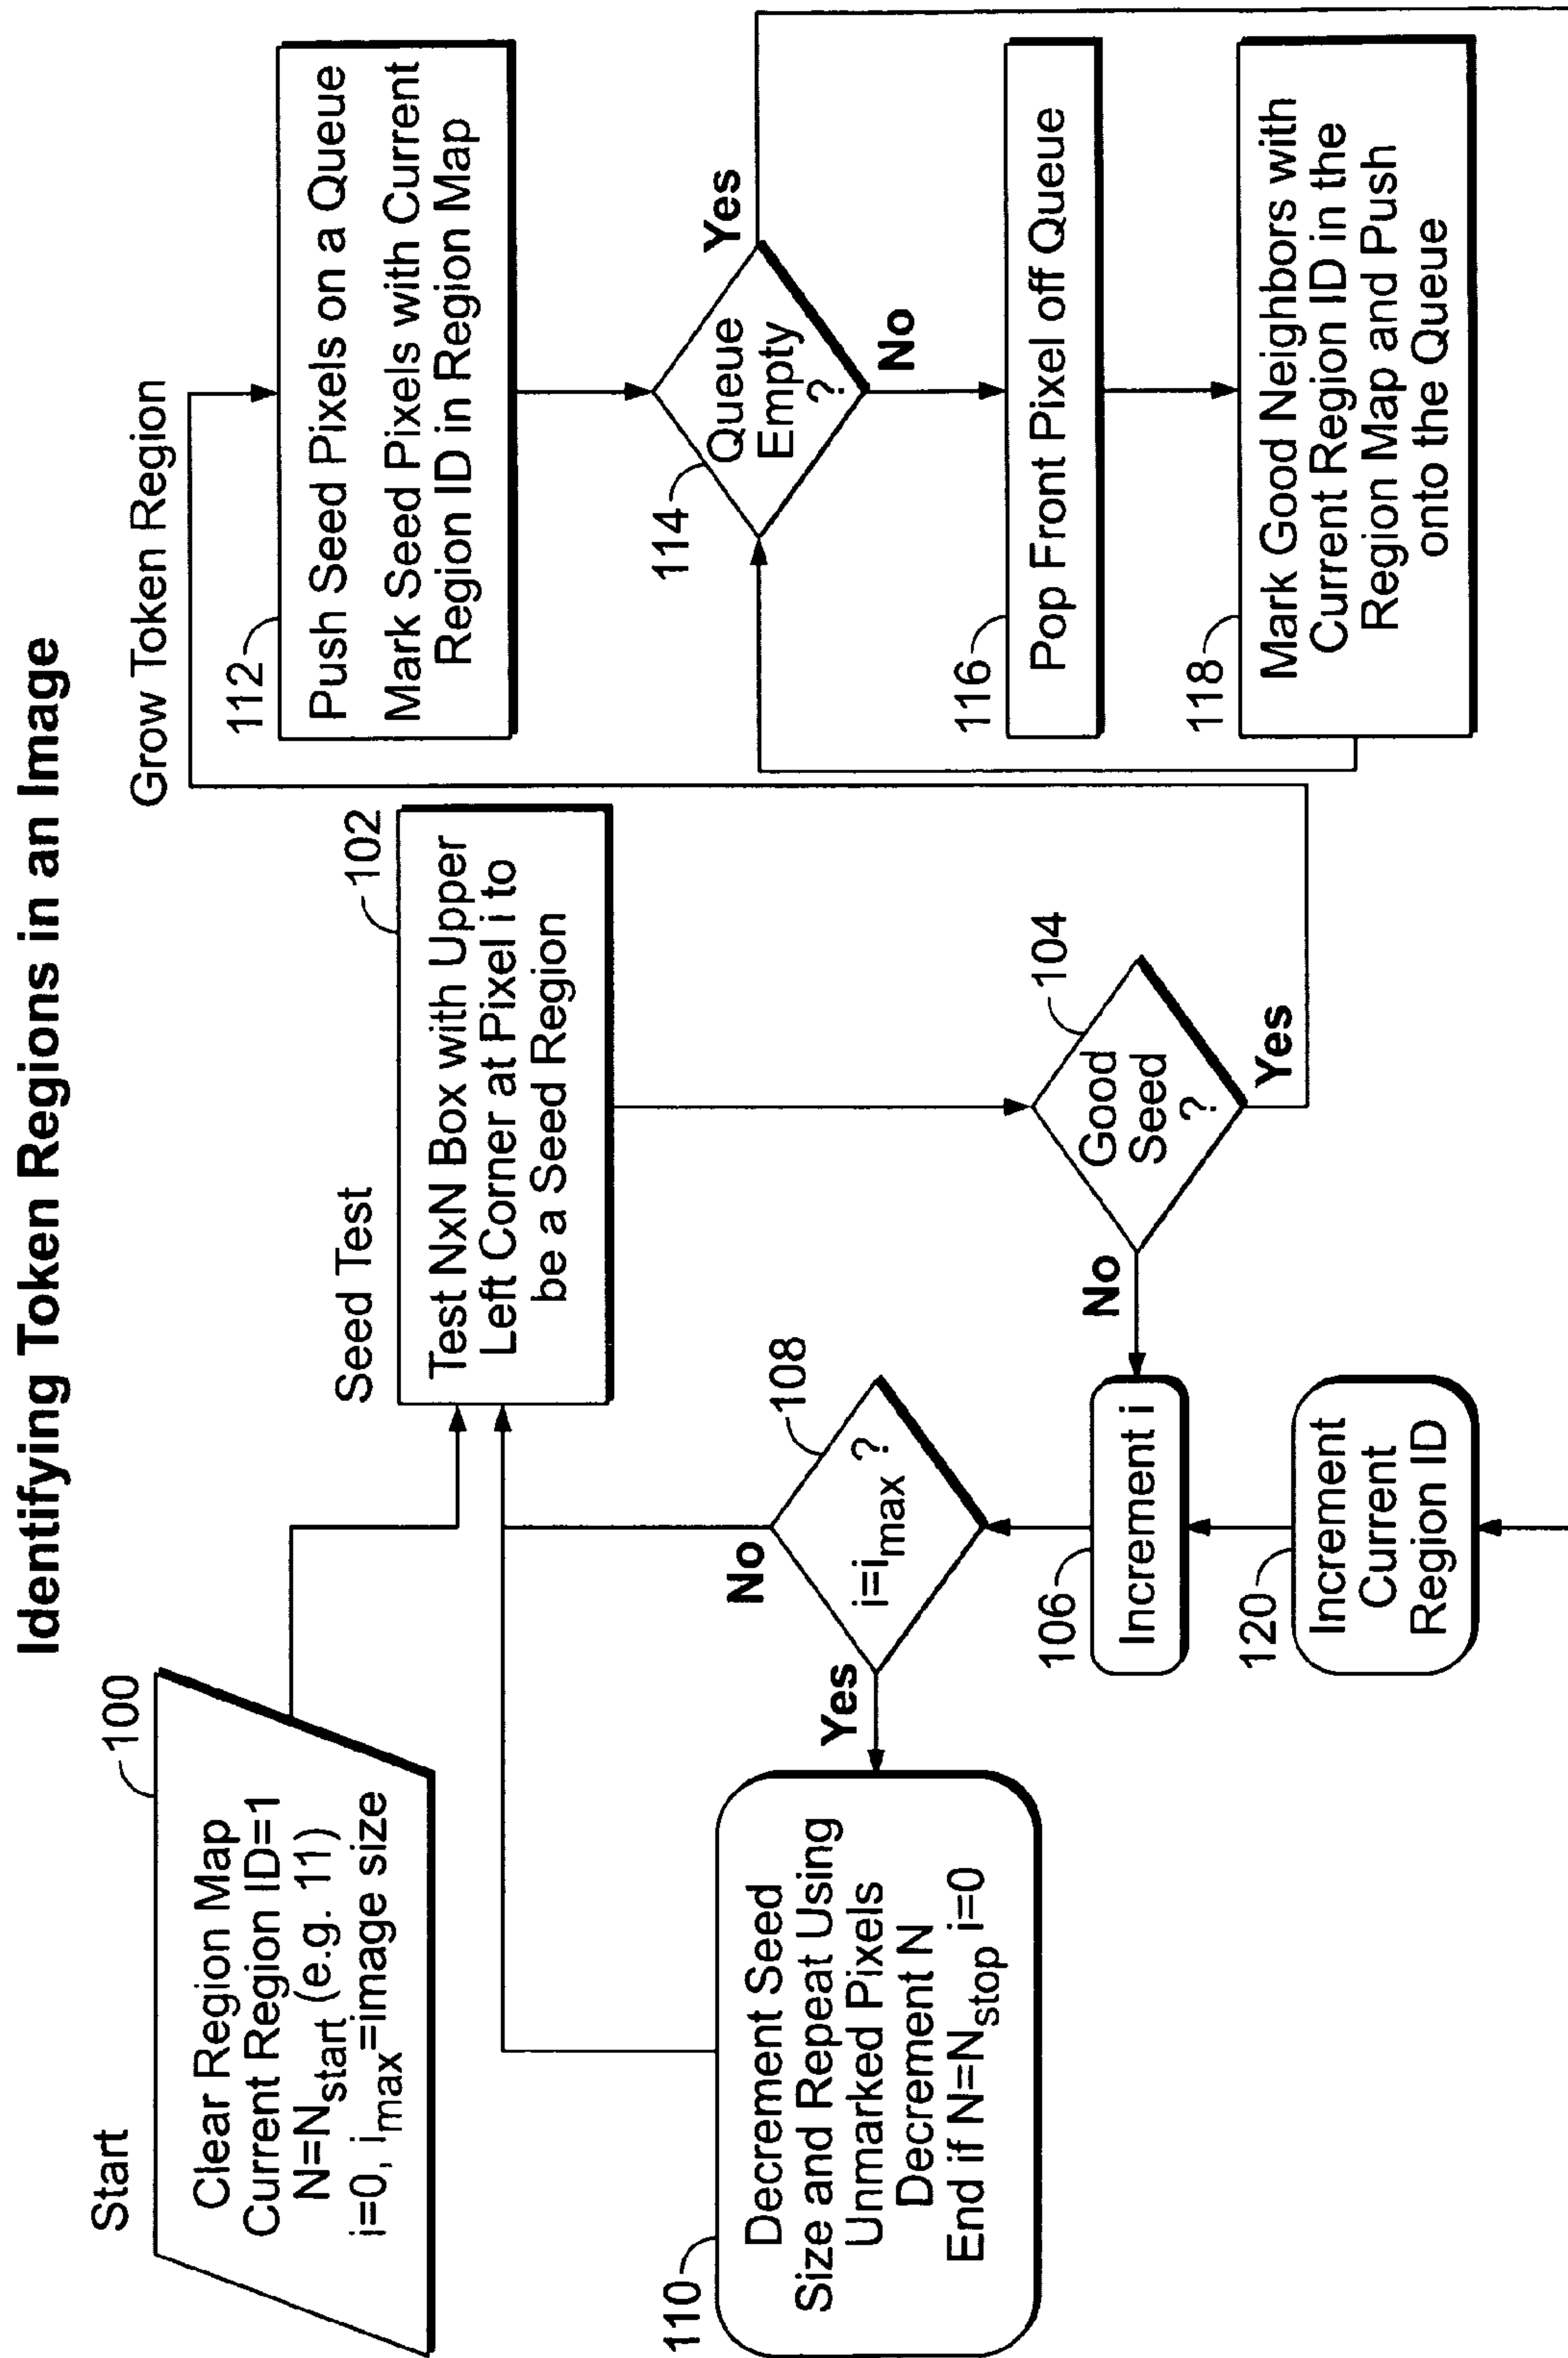 Identifying Token Regions in an Image
Start
100
Clear Region Map
Current Region ID=1
N=Nstart (e.g. 11)
i=0, imax=image size
Seed Test
102
Test NxN Box with Upper
Left Corner at Pixel i to
be a Seed Region
104
Good
Seed
?
No
Yes
106
Increment i
108
i=imax ?
No
Yes
110
Decrement Seed
Size and Repeat Using
Unmarked Pixels
Decrement N
End if N=Nstop i=0
120
Increment
Current
Region ID
Grow Token Region
112
Push Seed Pixels on a Queue
Mark Seed Pixels with Current
Region ID in Region Map
114
Queue
Empty
?
Yes
No
116
Pop Front Pixel off Queue
118
Mark Good Neighbors with
Current Region ID in the
Region Map and Push
onto the Queue